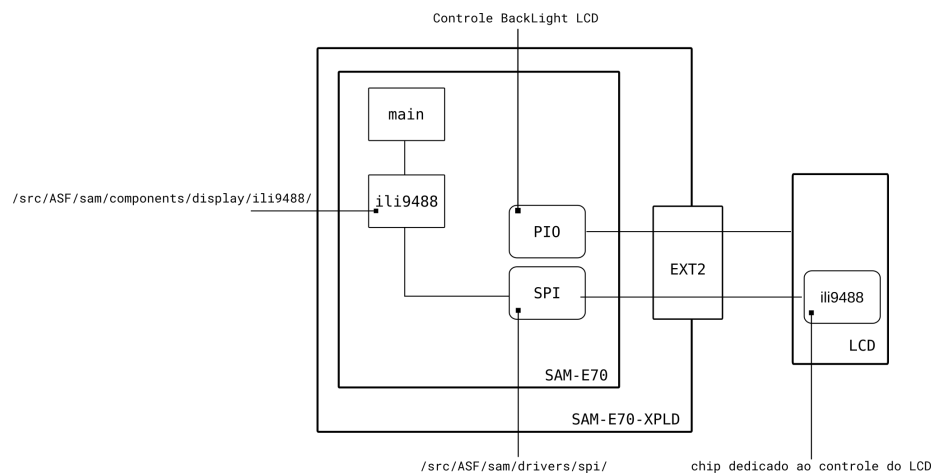 Controle BackLight LCD
main
/src/ASF/sam/components/display/ili9488/
ili9488
PIO
EXT2
SPI
ili9488
LCD
SAM-E70
SAM-E70-XPLD
/src/ASF/sam/drivers/spi/
chip dedicado ao controle do LCD